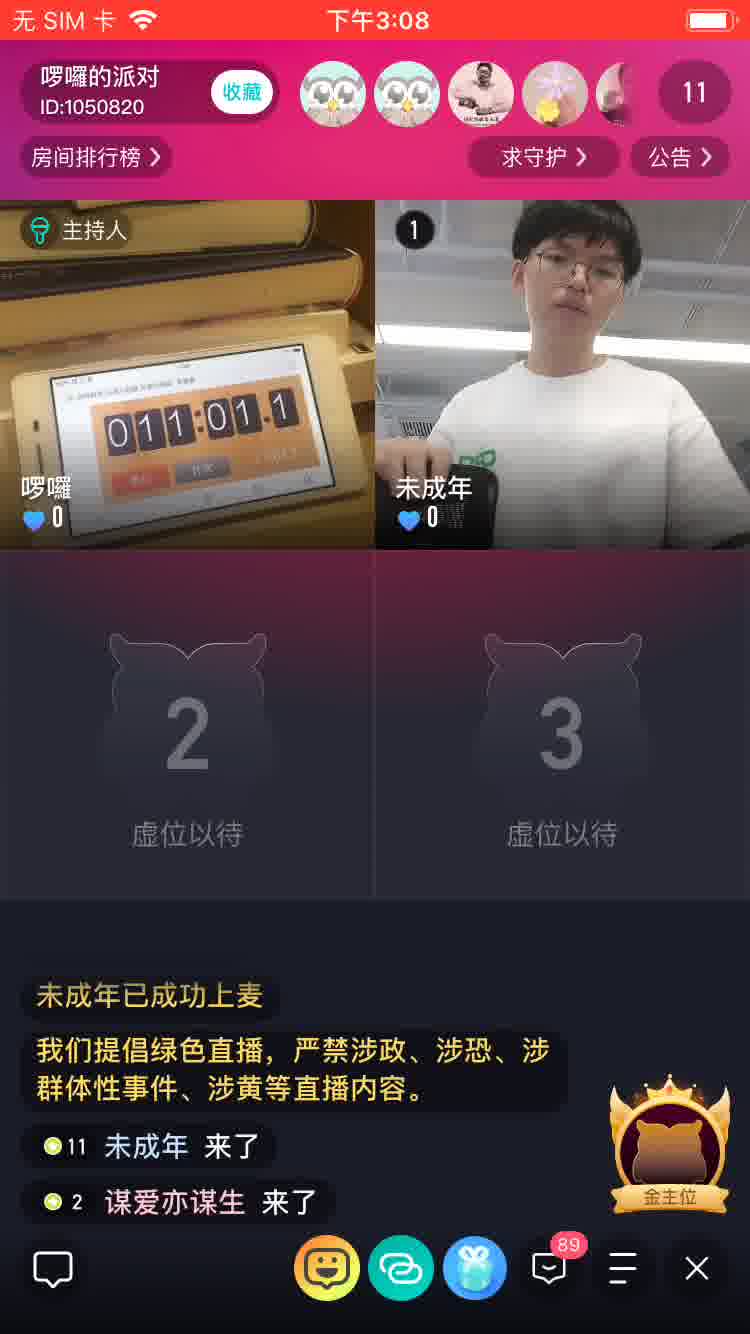 无 SIM 卡
下午3:08
啰囉的派对
ID:1050820
收藏
11
房间排行榜
求守护
公告
主持人
1
011:01.1
啰囉
0
未成年
0
2
虚位以待
3
虚位以待
未成年已成功上麦
我们提倡绿色直播，严禁涉政、涉恐、涉
群体性事件、涉黄等直播内容。
11 未成年 来了
2 谋爱亦谋生 来了
金主位
89